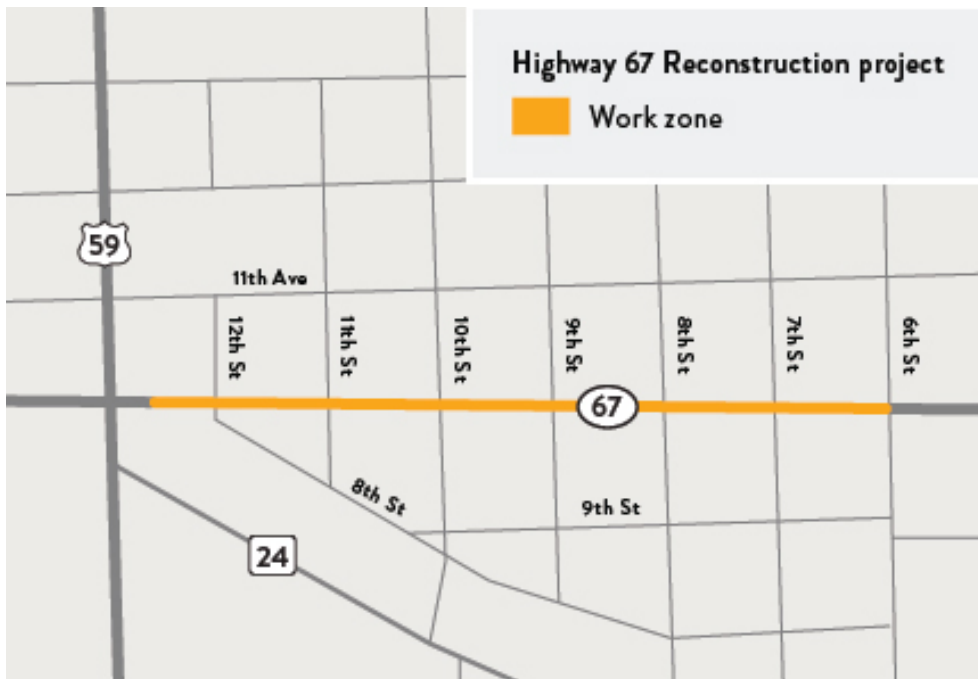 Highway 67 Reconstruction project
Work zone
59
11th Ave
12th St
11th St
10th St
9th St
8th St
7th St
6th St
67
8th St
9th St
24